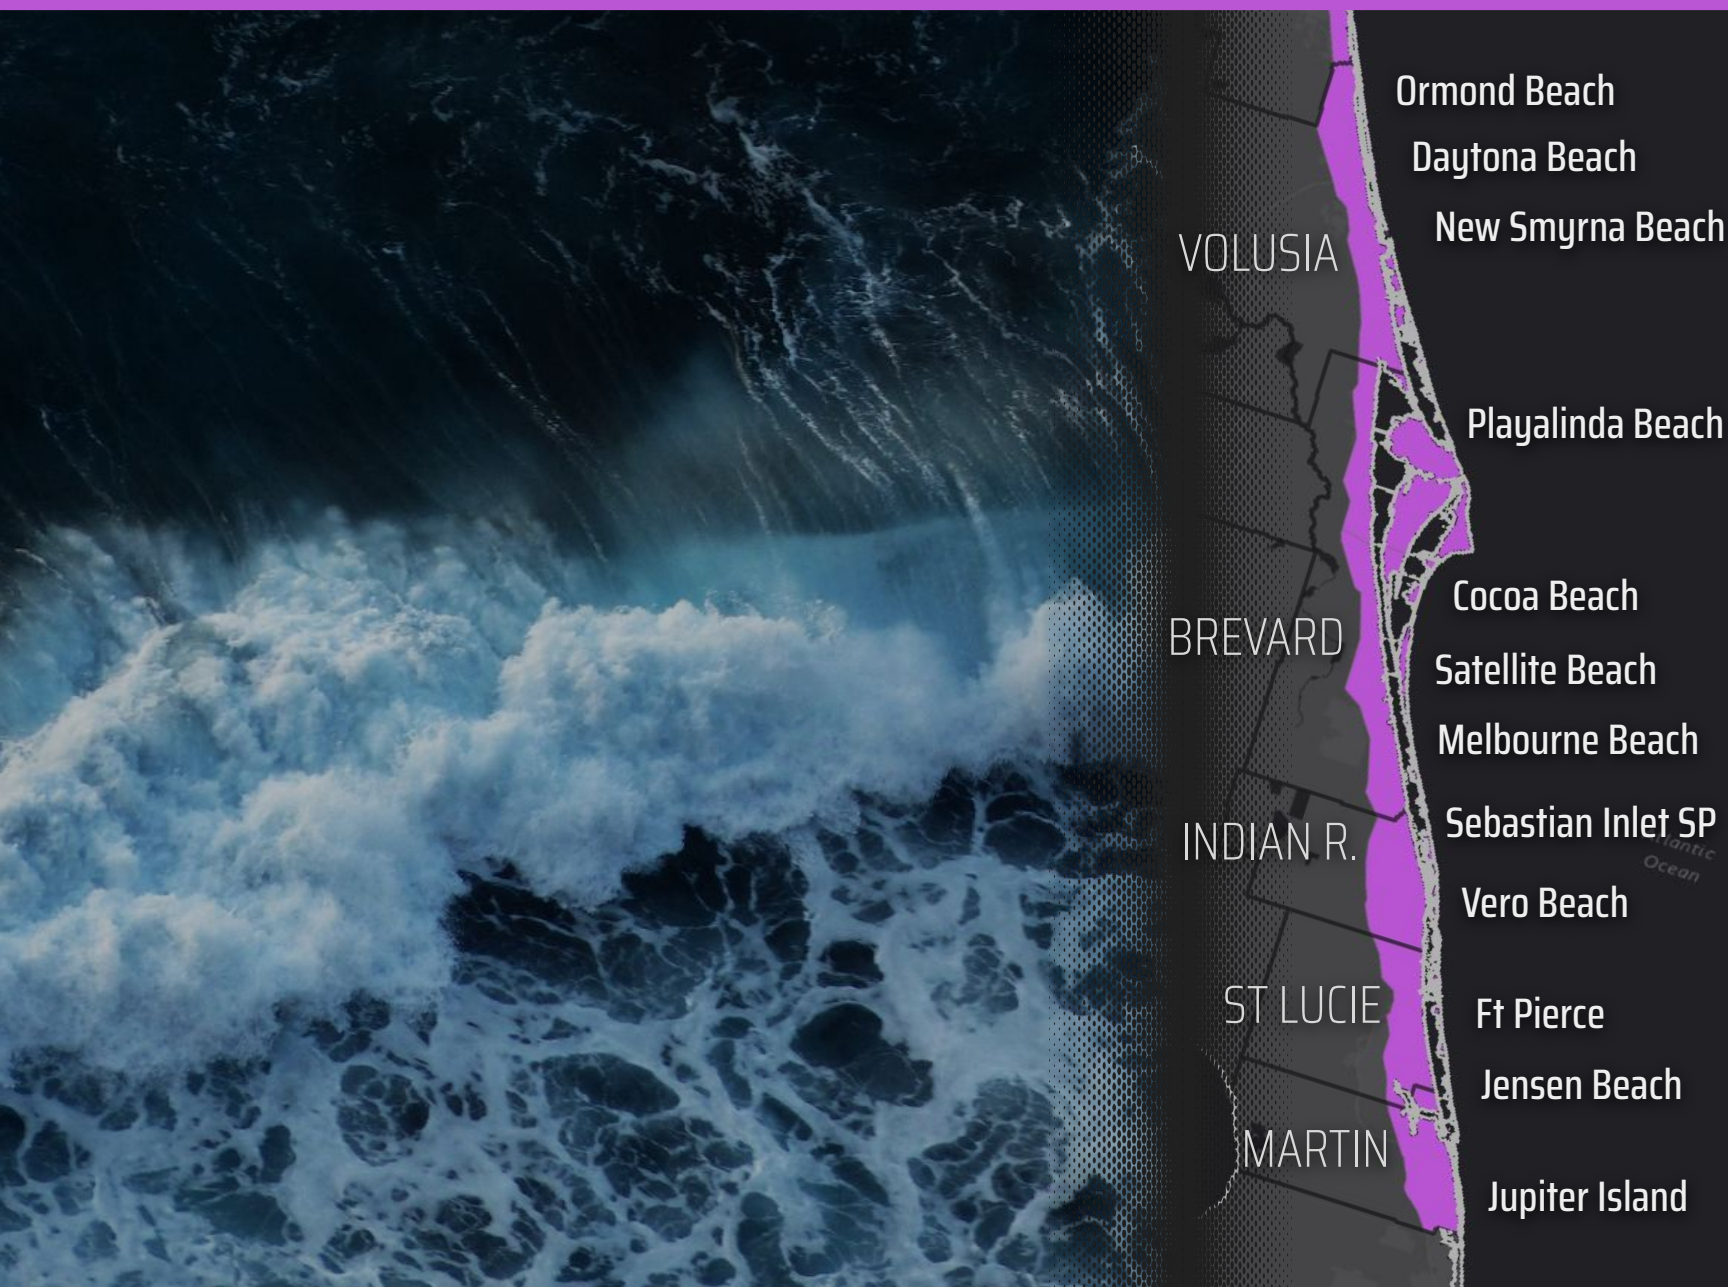 Ormond Beach
Daytona Beach
New Smyrna Beach
VOLUSIA
Playalinda Beach
Cocoa Beach
BREVARD
Satellite Beach
Melbourne Beach
Sebastian Inlet SP
INDIAN R.
Ocean
Vero Beach
ST LUCIE
Ft Pierce
Jensen Beach
MARTIN
Jupiter Island